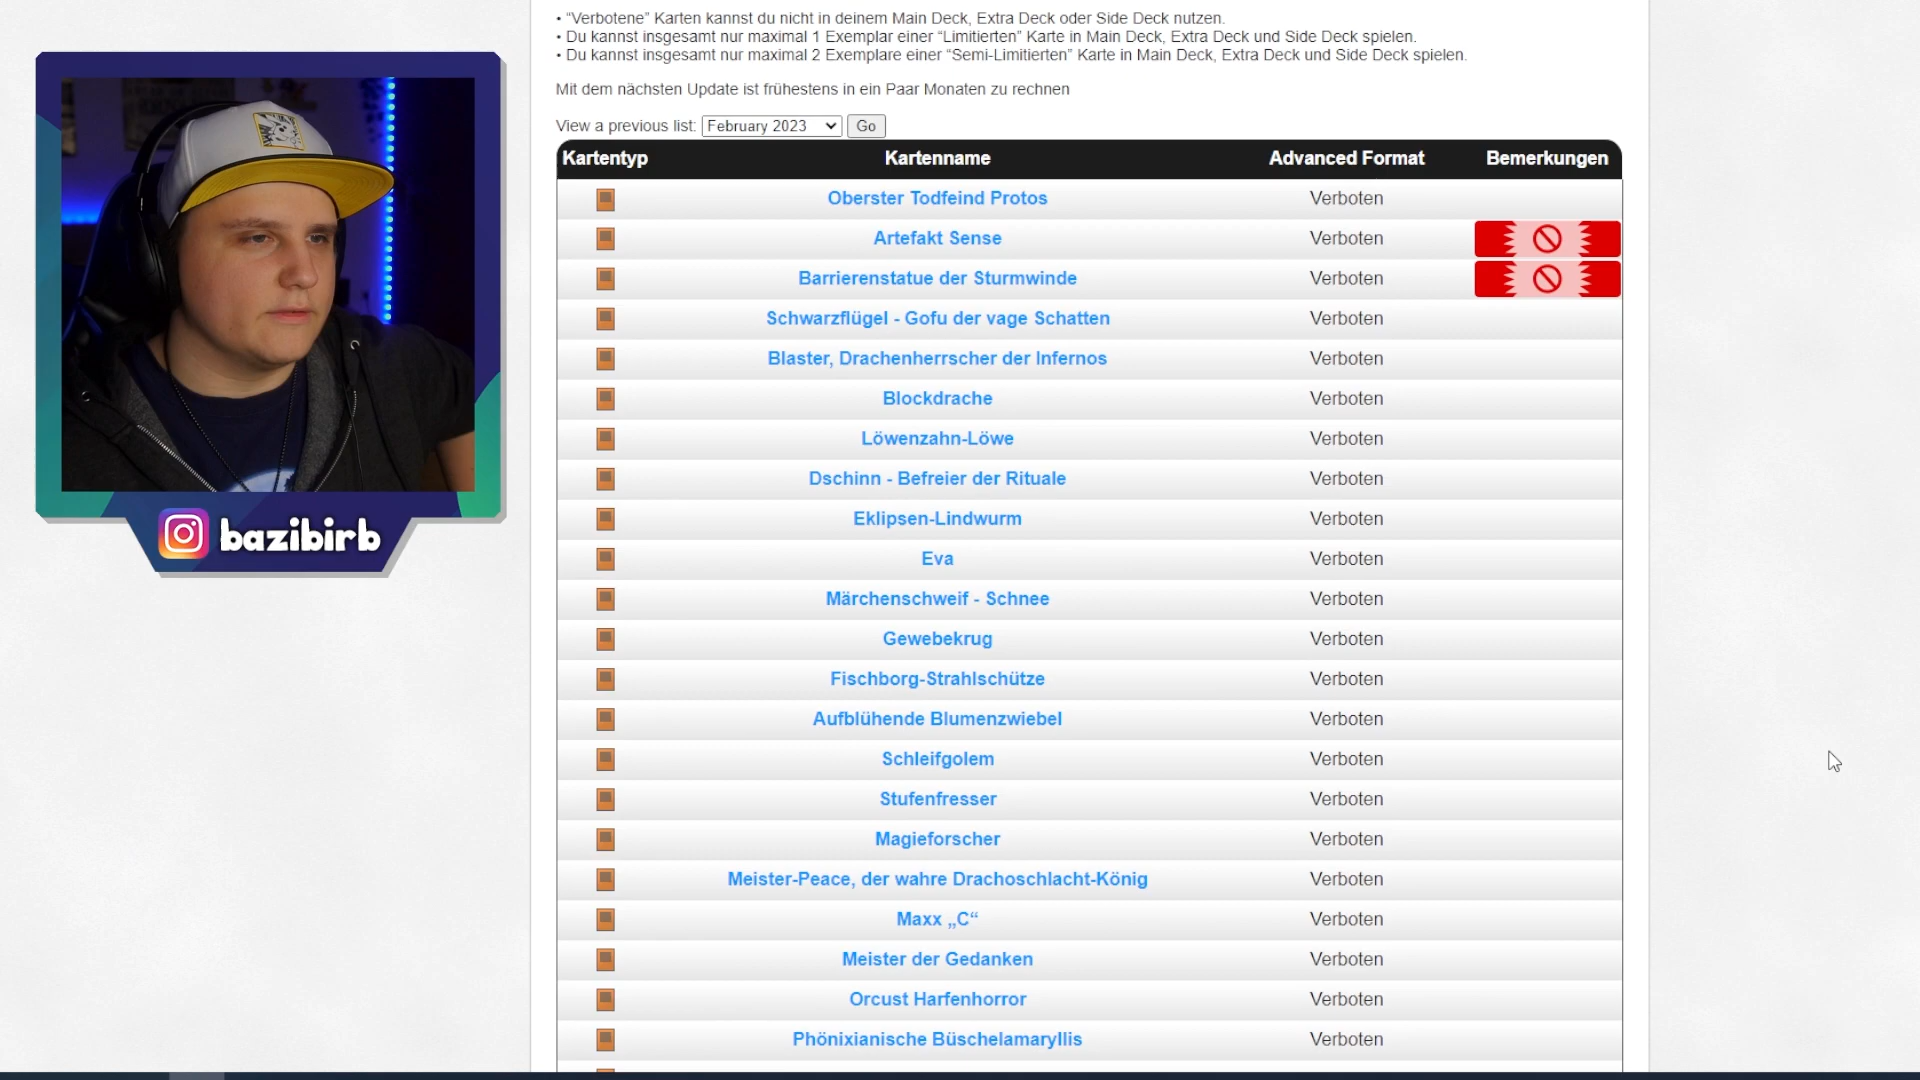 • “Verbotene” Karten kannst du nicht in deinem Main Deck, Extra Deck oder Side Deck nutzen.
• Du kannst insgesamt nur maximal 1 Exemplar einer “Limitierten” Karte in Main Deck, Extra Deck und Side Deck spielen.
• Du kannst insgesamt nur maximal 2 Exemplare einer “Semi-Limitierten” Karte in Main Deck, Extra Deck und Side Deck spielen.
Mit dem nächsten Update ist frühestens in ein Paar Monaten zu rechnen
View a previous list: February 2023 Go
Kartentyp Kartenname Advanced Format Bemerkungen
Oberster Todfeind Protos Verboten
Artefakt Sense Verboten
Barrierenstatue der Sturmwinde Verboten
Schwarzflügel - Gofu der vage Schatten Verboten
Blaster, Drachenherrscher der Infernos Verboten
Blockdrache Verboten
Löwenzahn-Löwe Verboten
Dschinn - Befreier der Rituale Verboten
Eklipsen-Lindwurm Verboten
Eva Verboten
Märchenschweif - Schnee Verboten
Gewebekrug Verboten
Fischborg-Strahlschütze Verboten
Aufblühende Blumenzwiebel Verboten
Schleifgolem Verboten
Stufenfresser Verboten
Magieforscher Verboten
Meister-Peace, der wahre Drachoschlacht-König Verboten
Maxx „C“ Verboten
Meister der Gedanken Verboten
Orcust Harfenhorror Verboten
Phönixianische Büschelamaryllis Verboten
bazibirb